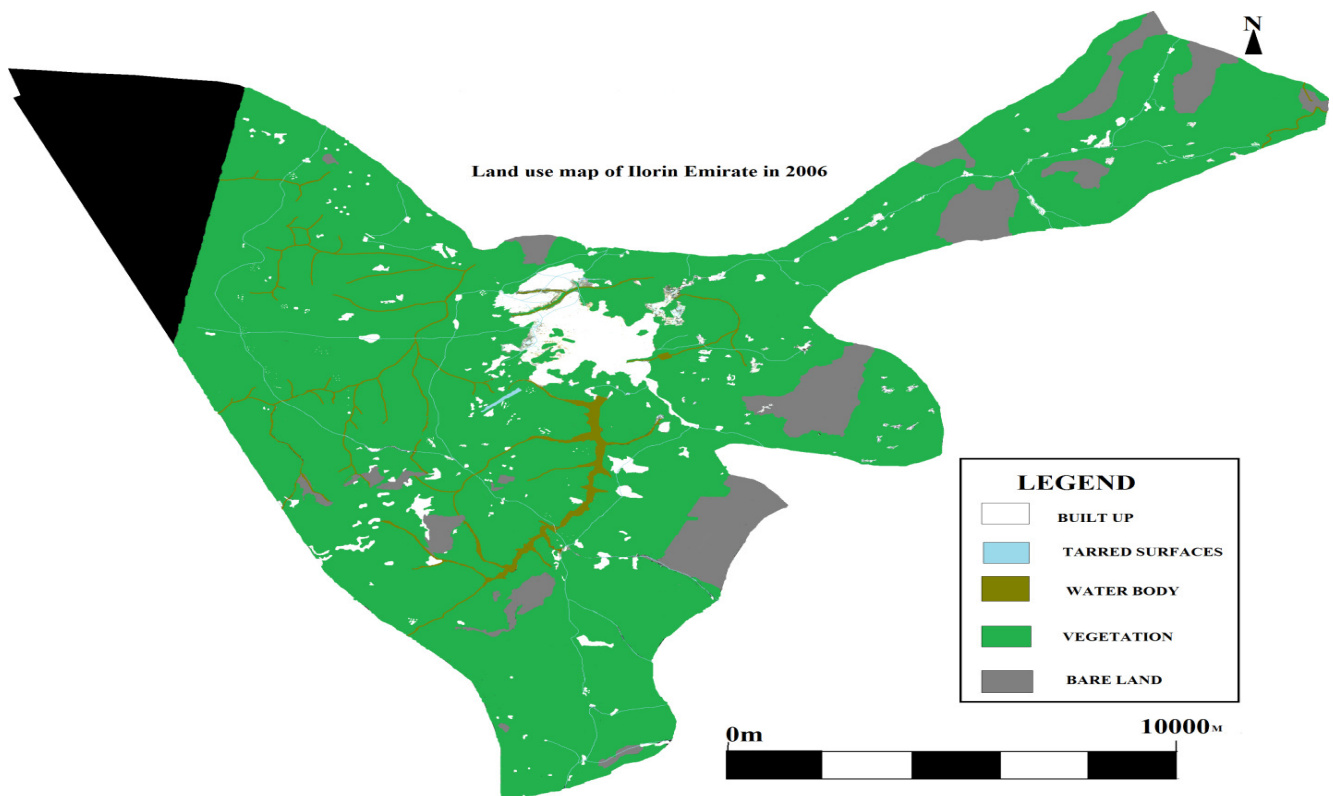 N
Land use map of Ilorin Emirate in 2006
LEGEND
BUILT UP
TARRED SURFACES
WATER BODY
VEGETATION
BARE LAND
0m 10000M